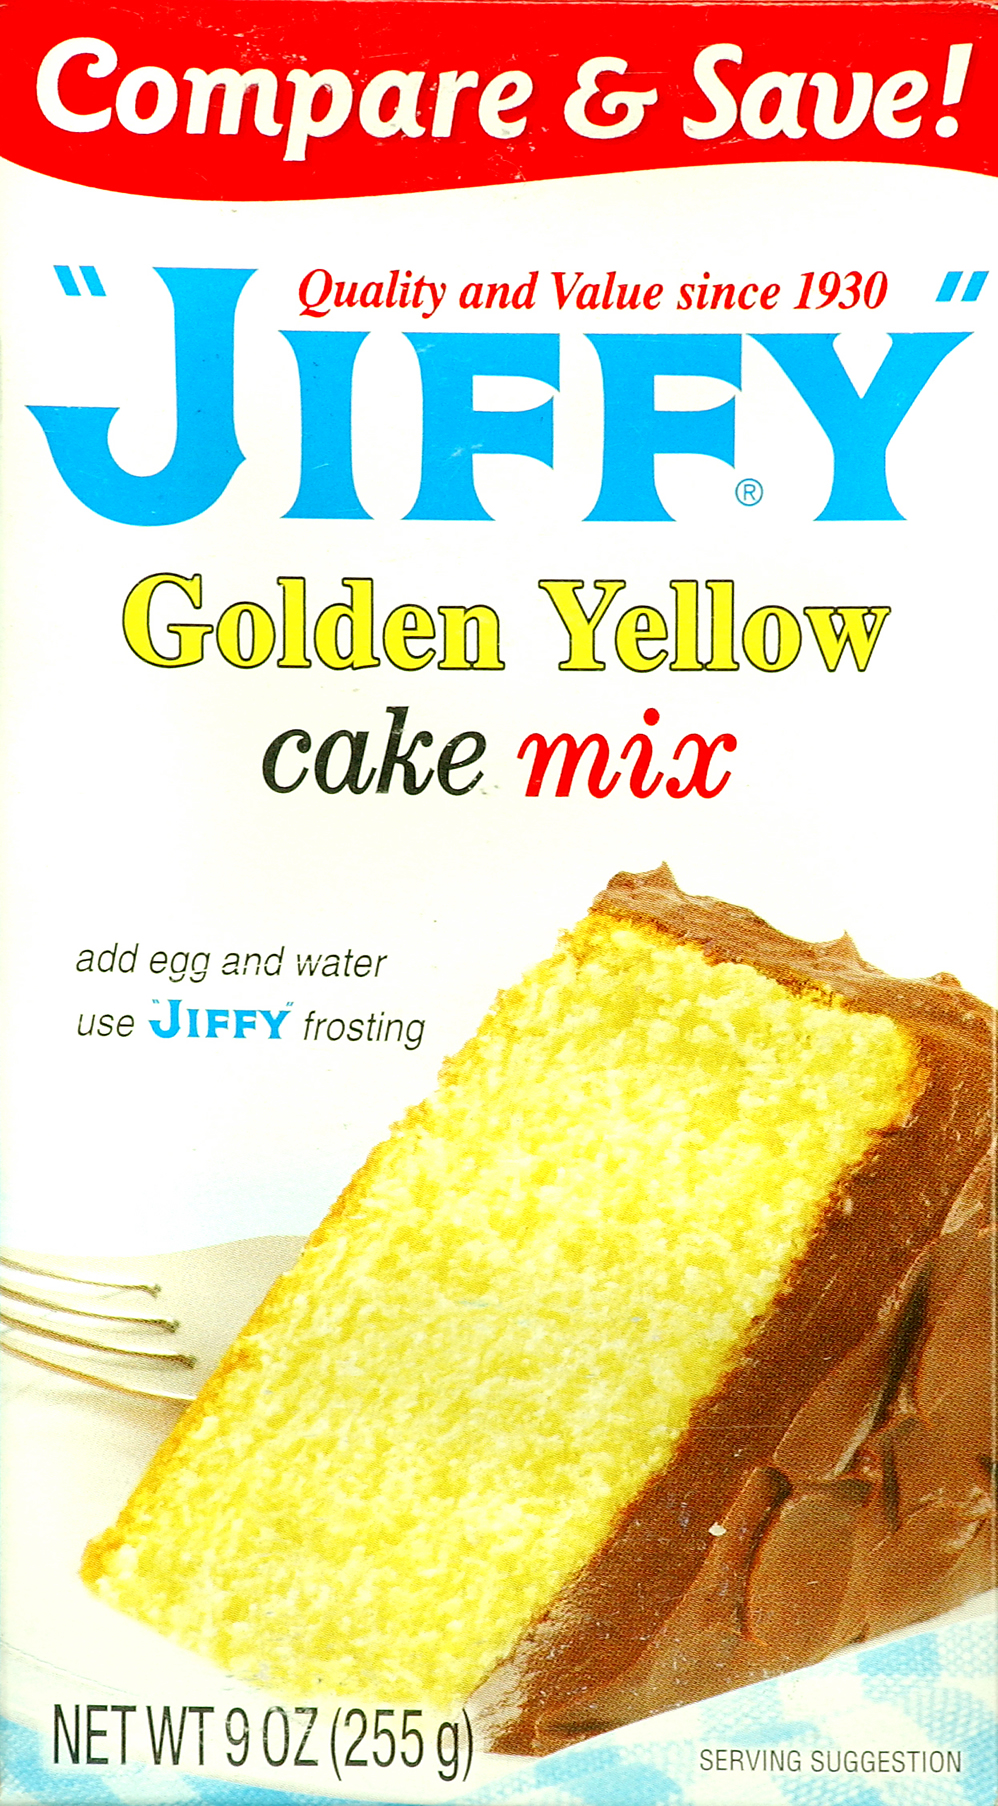 Compare & Save!
Quality and Value since 1930
"JIFFY"®
Golden Yellow
cake mix
add egg and water
use "JIFFY" frosting
NET WT 9 OZ (255 g)
SERVING SUGGESTION